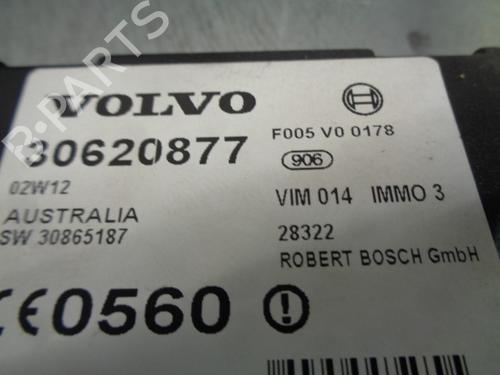 VOLVO
30620877
F005 V0 0178
906
02W12
VIM 014 IMMO 3
AUSTRALIA
SW 30865187
28322
ROBERT BOSCH GmbH
CE0560
B-PARTS